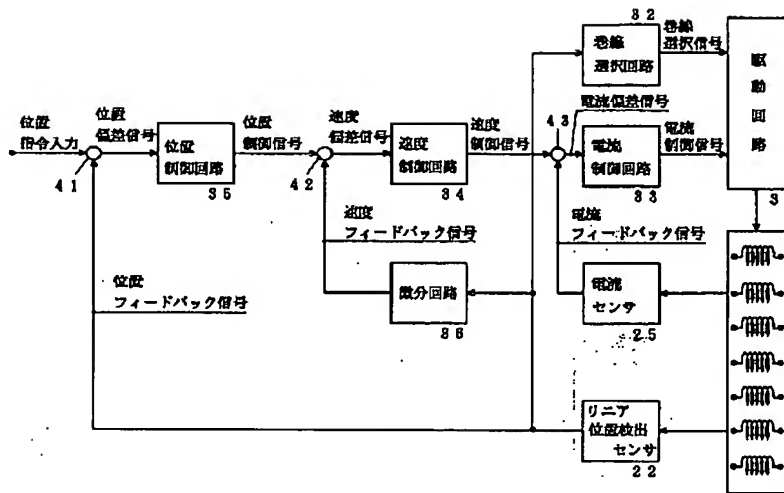 32
巻線
選択回路
巻線
選択信号
駆動回路
位置
指令入力
41
位置
偏差信号
位置
制御回路
35
位置
制御信号
42
速度
偏差信号
速度
制御回路
34
速度
制御信号
43
電流偏差信号
電流
制御回路
33
電流
制御信号
3
速度
フィードバック信号
電流
フィードバック信号
位置
フィードバック信号
微分回路
36
電流
センサ
25
リニア
位置検出
センサ
22